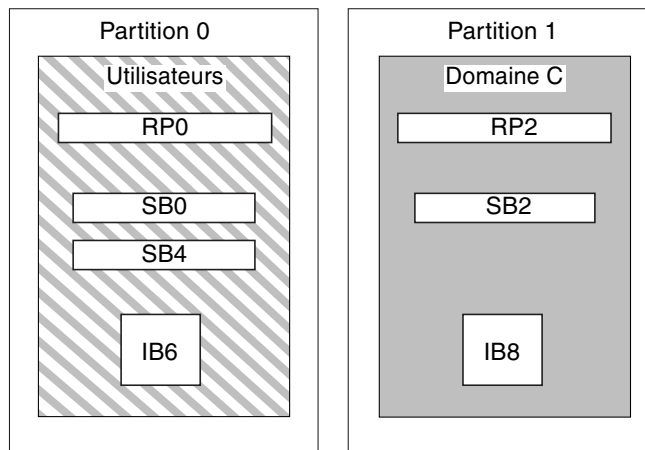 Partition 0
Utilisateurs
RP0
SB0
SB4
IB6
Partition 1
Domaine C
RP2
SB2
IB8